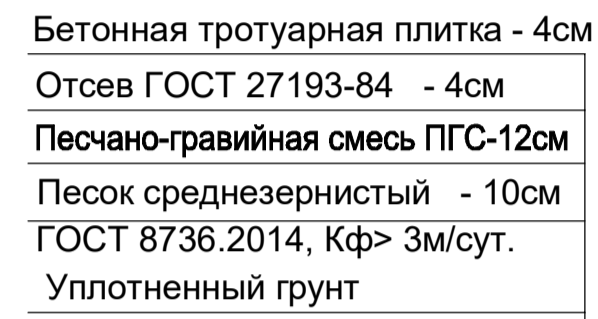 Бетонная тротуарная плитка - 4см
Отсев ГОСТ 27193-84 - 4см
Песчано-гравийная смесь ПГС-12см
Песок среднезернистый - 10см
ГОСТ 8736.2014, Кф> 3м/сут.
Уплотненный грунт